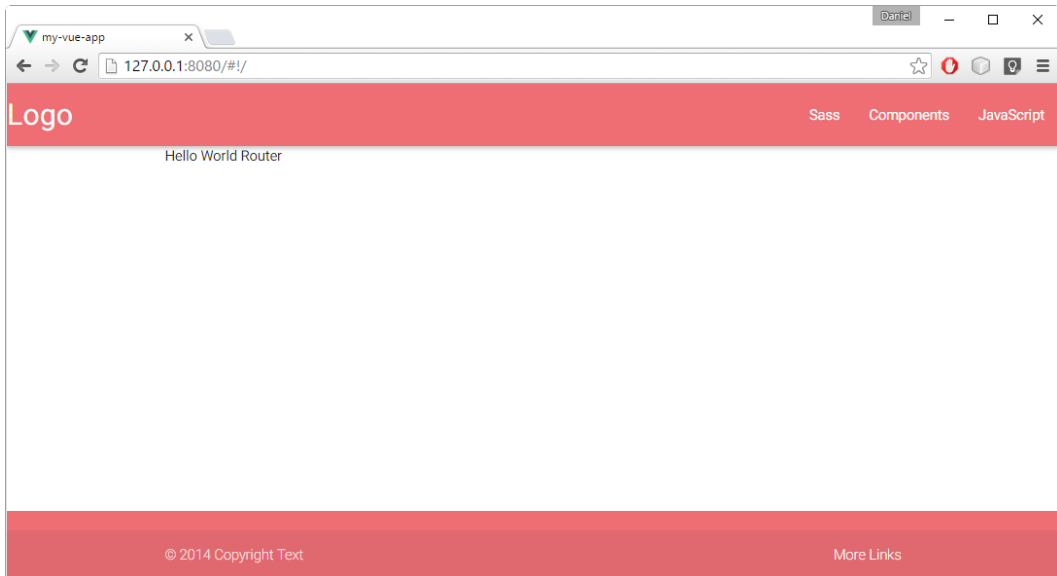 Daniel
my-vue-app
127.0.0.1:8080/#!/
Logo Sass Components JavaScript
Hello World Router
© 2014 Copyright Text More Links